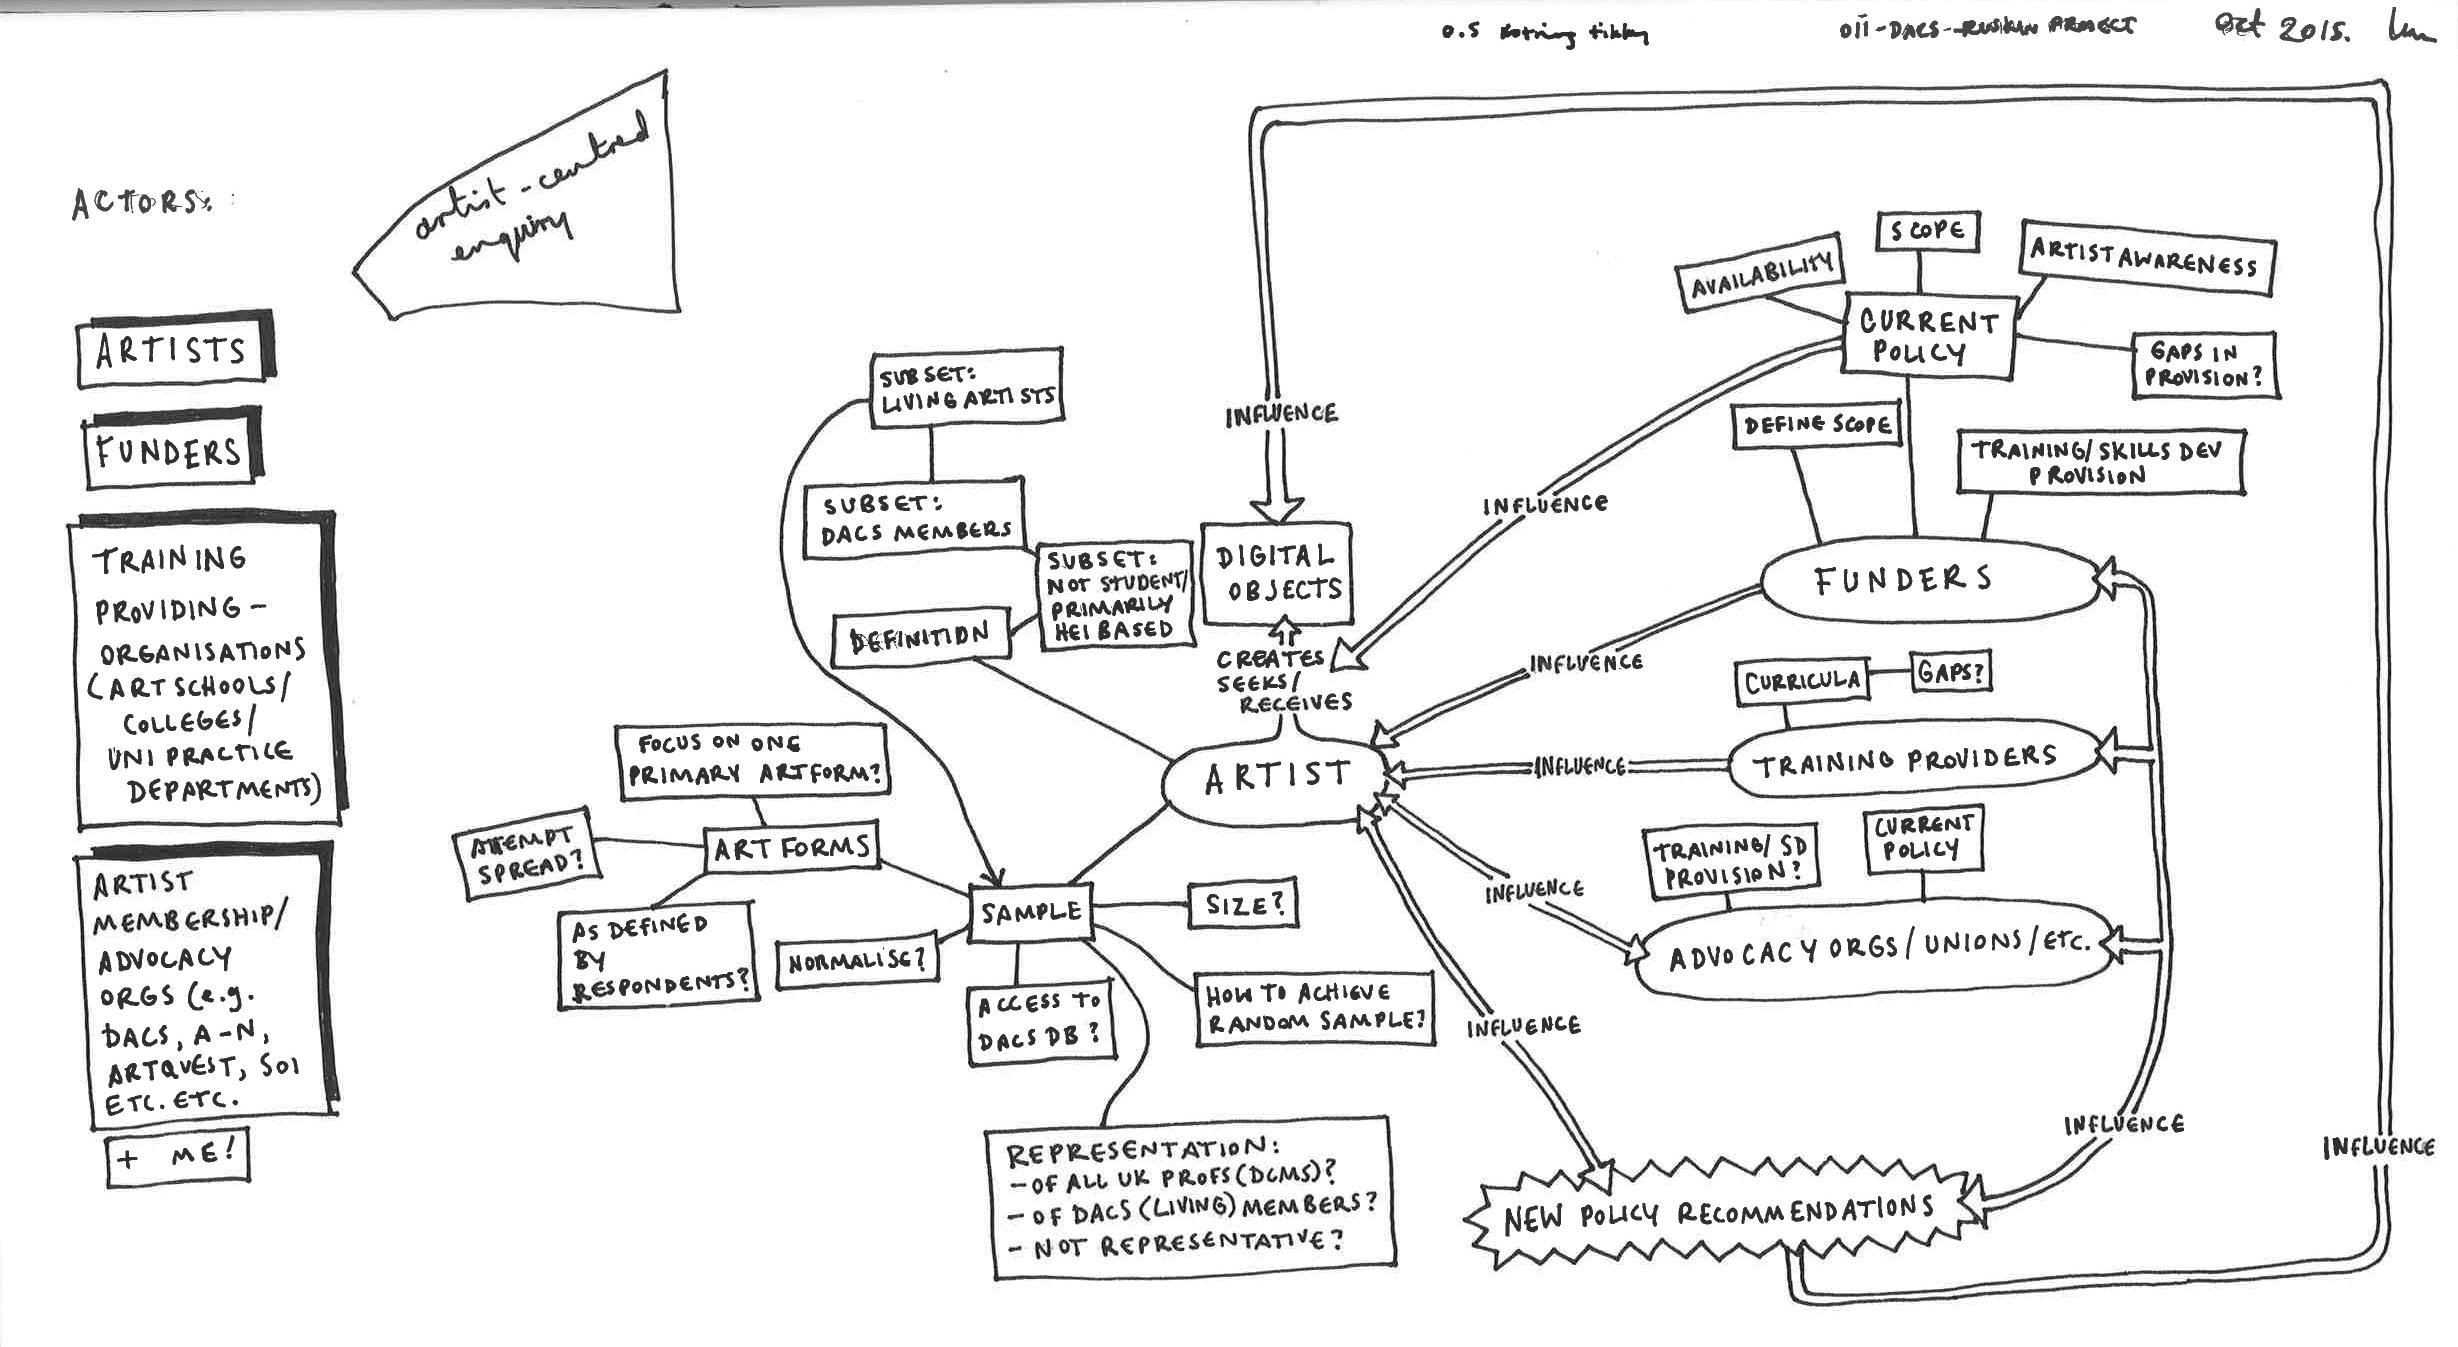 0.5 rotring tikky
OII-DACS-RUSKIN PROJECT
Oct 2015.
artist-centred
enquiry
ACTORS:
ARTISTS
FUNDERS
TRAINING
PROVIDING-
ORGANISATIONS
(ART SCHOOLS/
COLLEGES/
UNI PRACTICE
DEPARTMENTS)
ARTIST
MEMBERSHIP/
ADVOCACY
ORGS (e.g.
DACS, A-N,
ARTQUEST, SOI
ETC. ETC.
+ ME!
SUBSET:
LIVING ARTISTS
SUBSET:
DACS MEMBERS
SUBSET:
NOT STUDENT/
PRIMARILY
HEI BASED
DEFINITION
INFLUENCE
DIGITAL
OBJECTS
CREATES
SEEKS/
RECEIVES
ARTIST
FOCUS ON ONE
PRIMARY ARTFORM?
ATTEMPT
SPREAD?
ART FORMS
AS DEFINED
BY
RESPONDENTS?
NORMALISE?
SAMPLE
SIZE?
ACCESS TO
DACS DB?
HOW TO ACHIEVE
RANDOM SAMPLE?
REPRESENTATION:
- OF ALL UK PROFS (DCMS)?
- OF DACS (LIVING) MEMBERS?
- NOT REPRESENTATIVE?
AVAILABILITY
SCOPE
ARTIST AWARENESS
CURRENT
POLICY
GAPS IN
PROVISION?
DEFINE SCOPE
TRAINING/SKILLS DEV
PROVISION
INFLUENCE
FUNDERS
INFLUENCE
CURRICULA
GAPS?
INFLUENCE
TRAINING PROVIDERS
TRAINING/SD
PROVISION?
CURRENT
POLICY
INFLUENCE
ADVOCACY ORGS/UNIONS/ETC.
INFLUENCE
INFLUENCE
INFLUENCE
NEW POLICY RECOMMENDATIONS